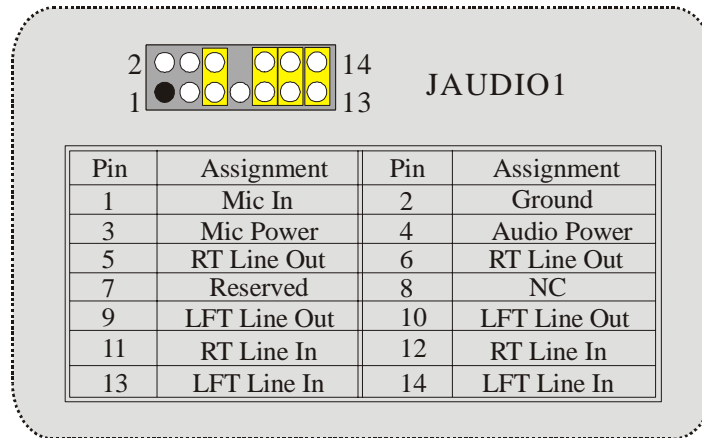 2 14
JAUDIO1
1 13
Pin Assignment Pin Assignment
1 Mic In 2 Ground
3 Mic Power 4 Audio Power
5 RT Line Out 6 RT Line Out
7 Reserved 8 NC
9 LFT Line Out 10 LFT Line Out
11 RT Line In 12 RT Line In
13 LFT Line In 14 LFT Line In